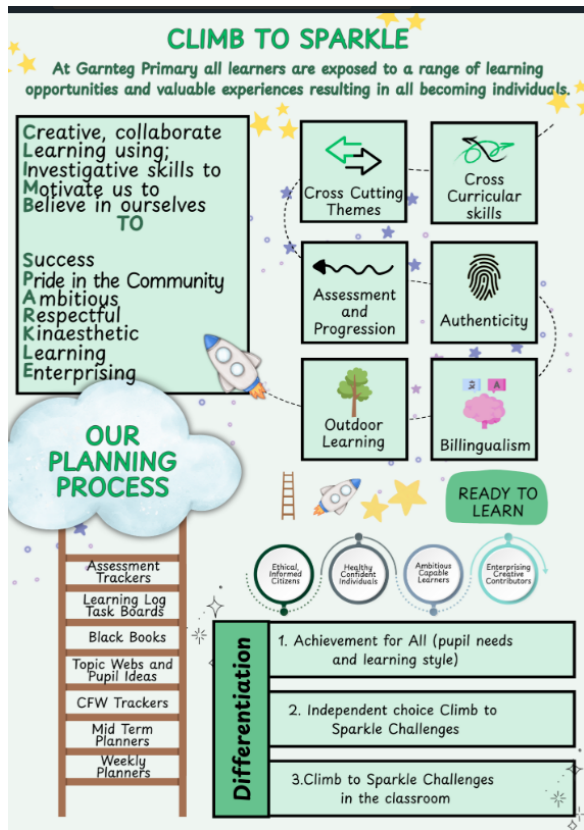 CLIMB TO SPARKLE
At Garnteg Primary all learners are exposed to a range of learning
opportunities and valuable experiences resulting in all becoming individuals.
Creative, collaborate
Learning using;
Investigative skills to
Motivate us to
Believe in ourselves
TO
Success
Pride in the Community
Ambitious
Respectful
Kinaesthetic
Learning
Enterprising
Cross Cutting
Themes
Cross
Curricular
skills
Assessment
and
Progression
Authenticity
Outdoor
Learning
A
Billingualism
OUR
PLANNING
PROCESS
READY TO
LEARN
Assessment
Trackers
Learning Log
Task Boards
Black Books
Topic Webs and
Pupil Ideas
CFW Trackers
Mid Term
Planners
Weekly
Planners
Ethical,
Informed
Citizens
Healthy
Confident
Individuals
Ambitious
Capable
Learners
Enterprising
Creative
Contributors
Differentiation
1. Achievement for All (pupil needs
and learning style)
2. Independent choice Climb to
Sparkle Challenges
3.Climb to Sparkle Challenges
in the classroom